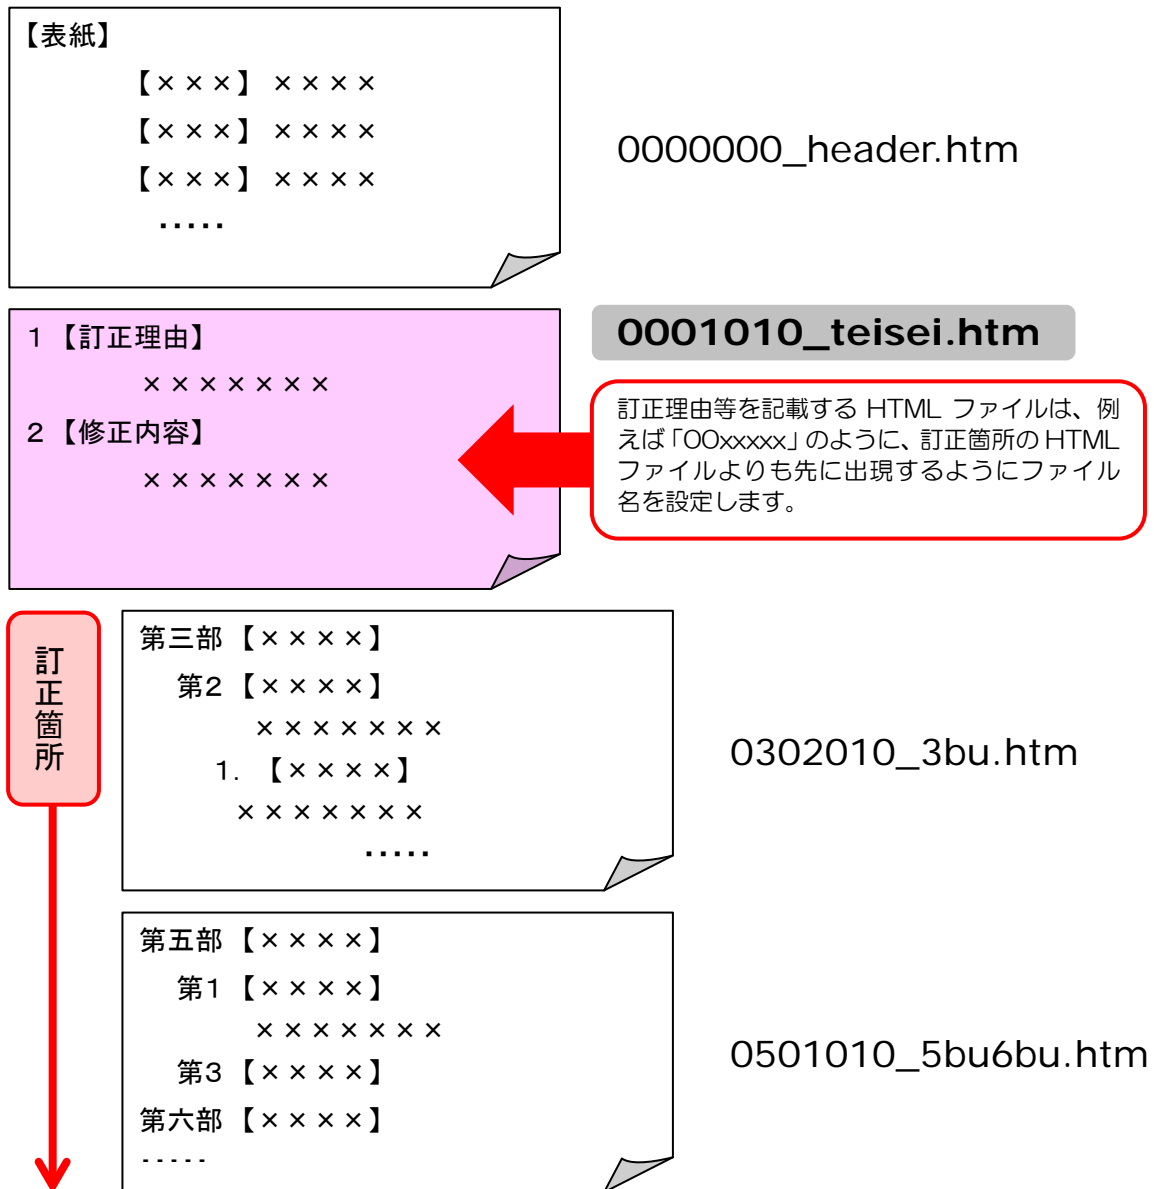 【表紙】
【×××】 ××××
【×××】 ××××
【×××】 ××××
・・・・・
0000000_header.htm
1【訂正理由】
×××××××
2【修正内容】
×××××××
0001010_teisei.htm
訂正理由等を記載する HTML ファイルは、例
えば「00xxxxx」のように、訂正箇所の HTML
ファイルよりも先に出現するようにファイル
名を設定します。
訂正箇所
第三部【××××】
第2【××××】
×××××××
1. 【××××】
×××××××
・・・・・
0302010_3bu.htm
第五部【××××】
第1【××××】
×××××××
第3【××××】
第六部【××××】
-----
0501010_5bu6bu.htm